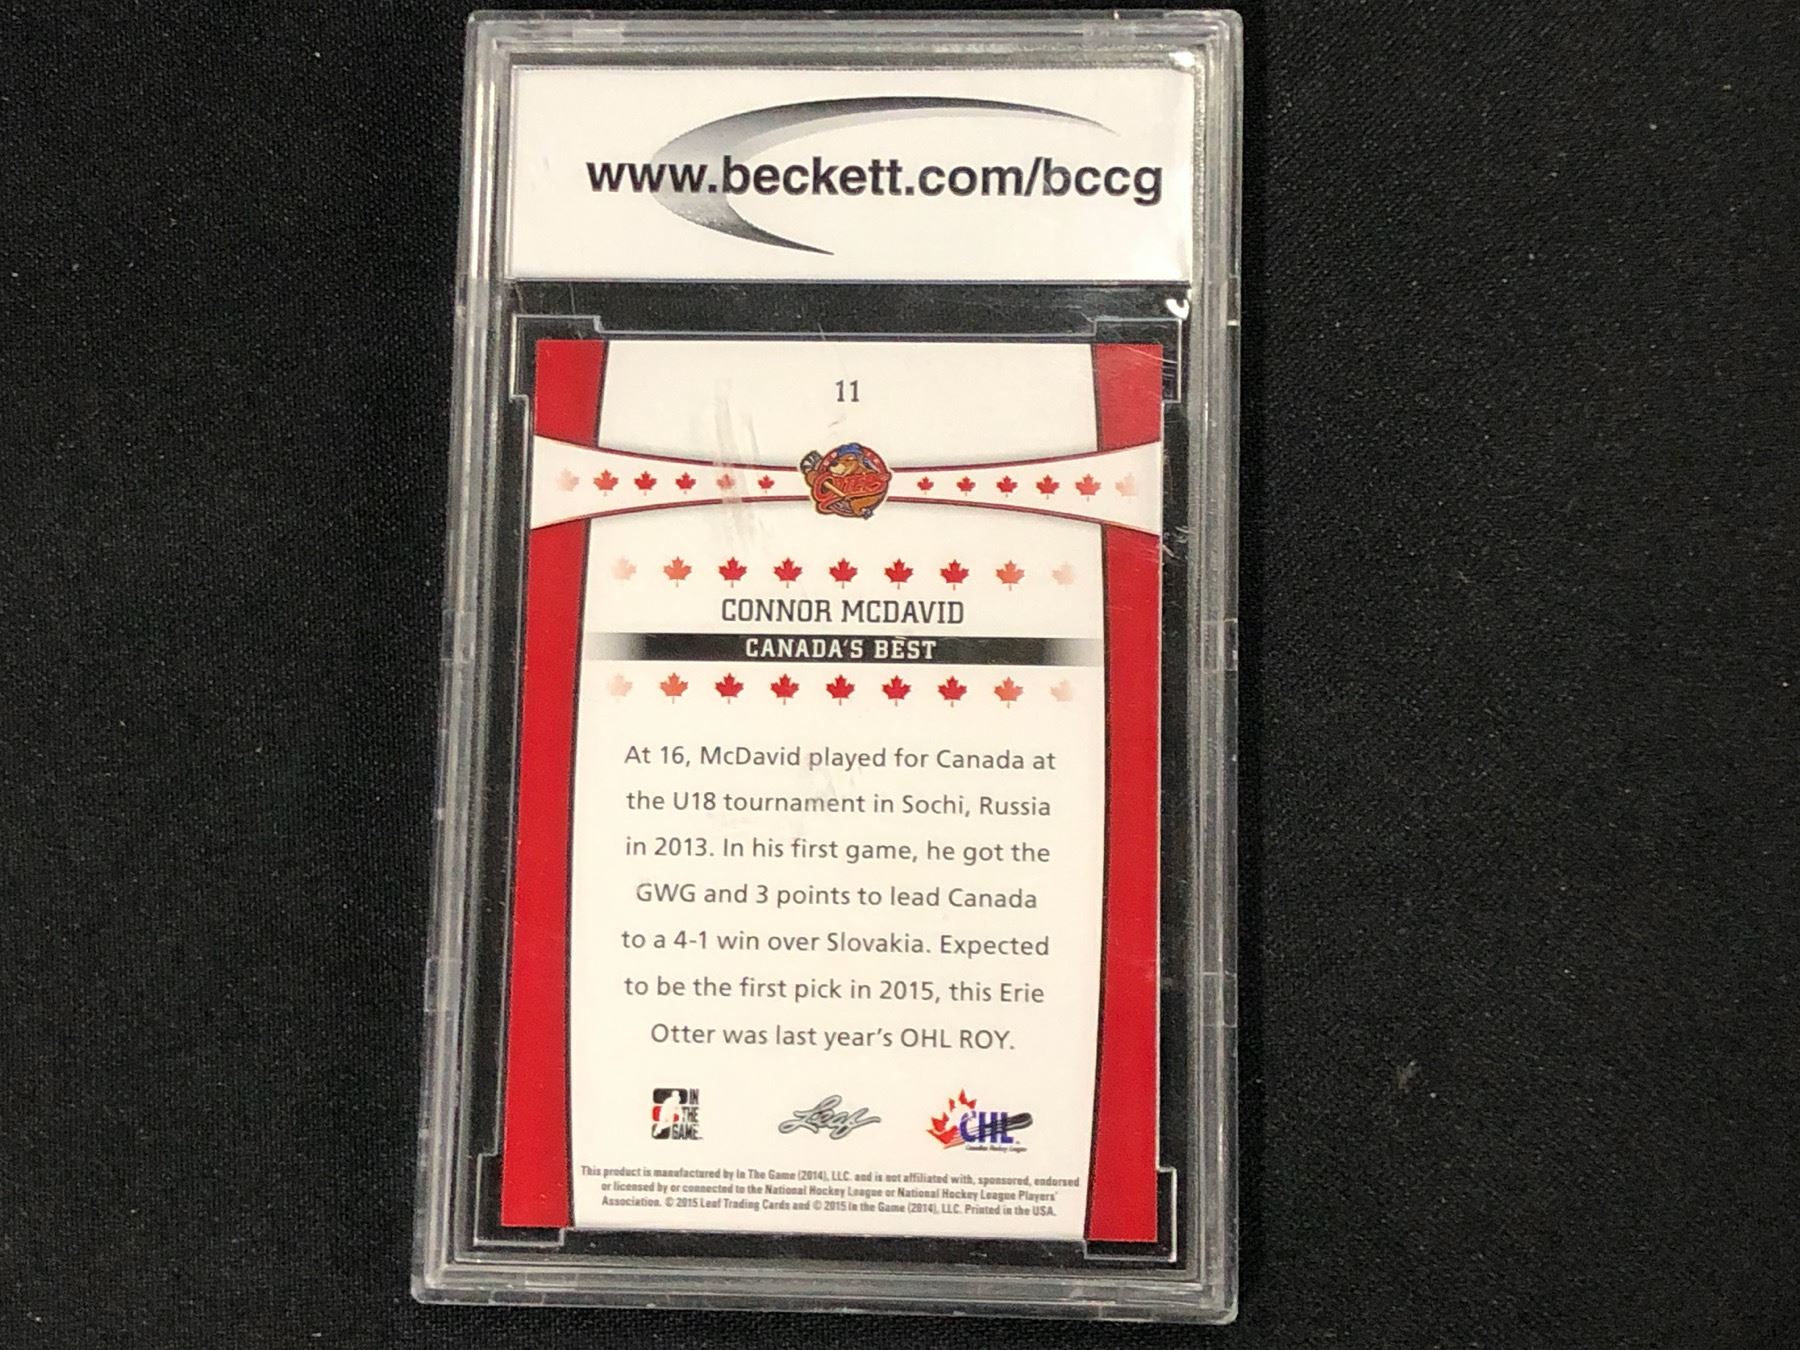 www.beckett.com/bccg
11
CONNOR MCDAVID
CANADA'S BEST
At 16, McDavid played for Canada at
the U18 tournament in Sochi, Russia
in 2013. In his first game, he got the
GWG and 3 points to lead Canada
to a 4-1 win over Slovakia. Expected
to be the first pick in 2015, this Erie
Otter was last year's OHL ROY.
IN
THE
GAME
Leaf
CHL
This product is manufactured by In The Game (2014), LLC. and is not affiliated with, sponsored, endorsed
or licensed by or connected to the National Hockey League or National Hockey League Players'
Association. © 2015 Leaf Trading Cards and © 2015 In the Game (2014), LLC. Printed in the USA.